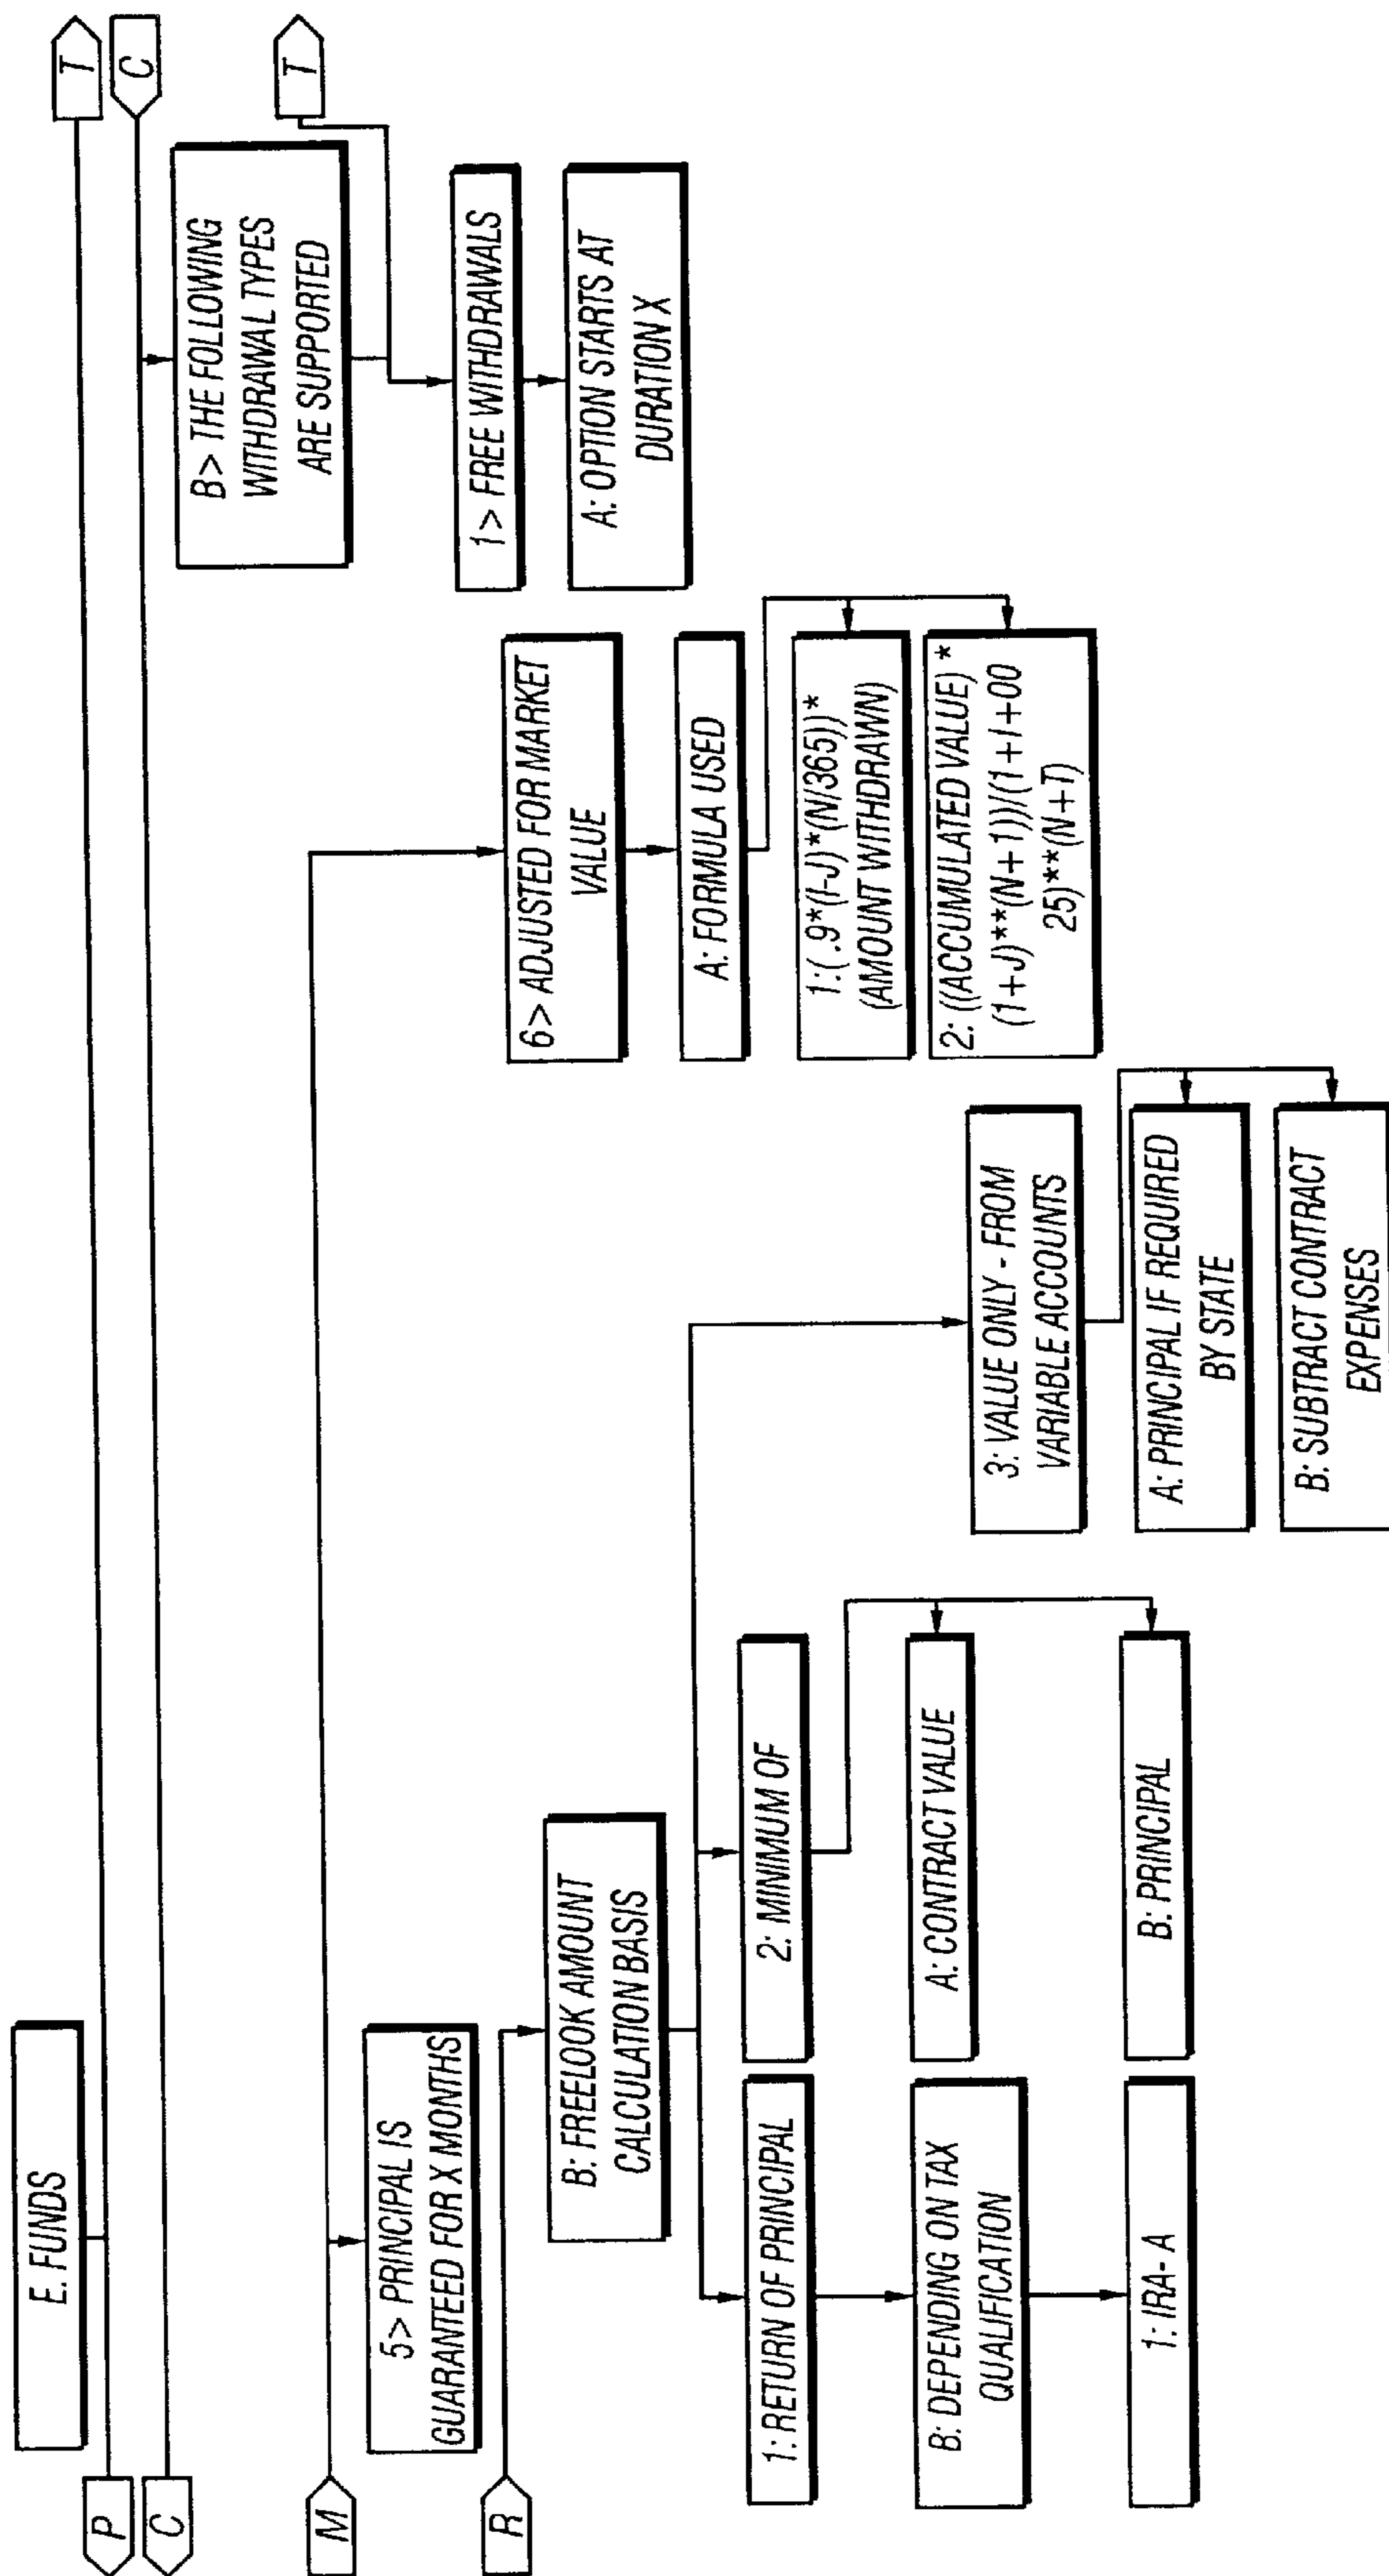 E. FUNDS
P
T
C
C
B> THE FOLLOWING
WITHDRAWAL TYPES
ARE SUPPORTED
T
M
5> PRINCIPAL IS
GUARANTEED FOR X MONTHS
6> ADJUSTED FOR MARKET
VALUE
1> FREE WITHDRAWALS
A: OPTION STARTS AT
DURATION X
R
B: FREELOOK AMOUNT
CALCULATION BASIS
A: FORMULA USED
1:( .9*(I-J)*(N/365))*
(AMOUNT WITHDRAWN)
2: ((ACCUMULATED VALUE) *
(1+J)**(N+1))/(1+I+00
25)**(N+T)
1: RETURN OF PRINCIPAL
2: MINIMUM OF
3: VALUE ONLY - FROM
VARIABLE ACCOUNTS
B: DEPENDING ON TAX
QUALIFICATION
A: CONTRACT VALUE
A: PRINCIPAL IF REQUIRED
BY STATE
1: IRA- A
B: PRINCIPAL
B: SUBTRACT CONTRACT
EXPENSES